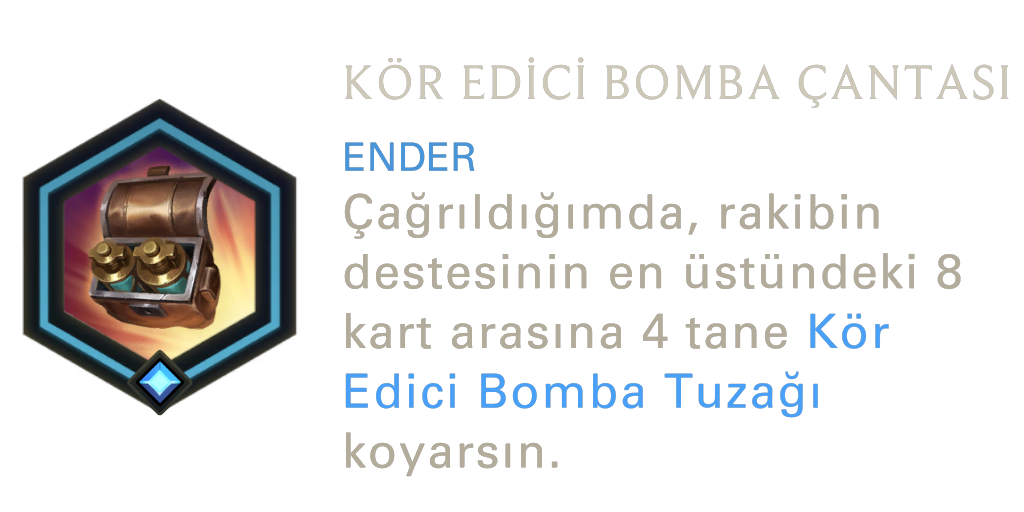 KÖR EDİCİ BOMBA ÇANTASI
ENDER
Çağrıldığımda, rakibin
destesinin en üstündeki 8
kart arasına 4 tane Kör
Edici Bomba Tuzağı
koyarsın.